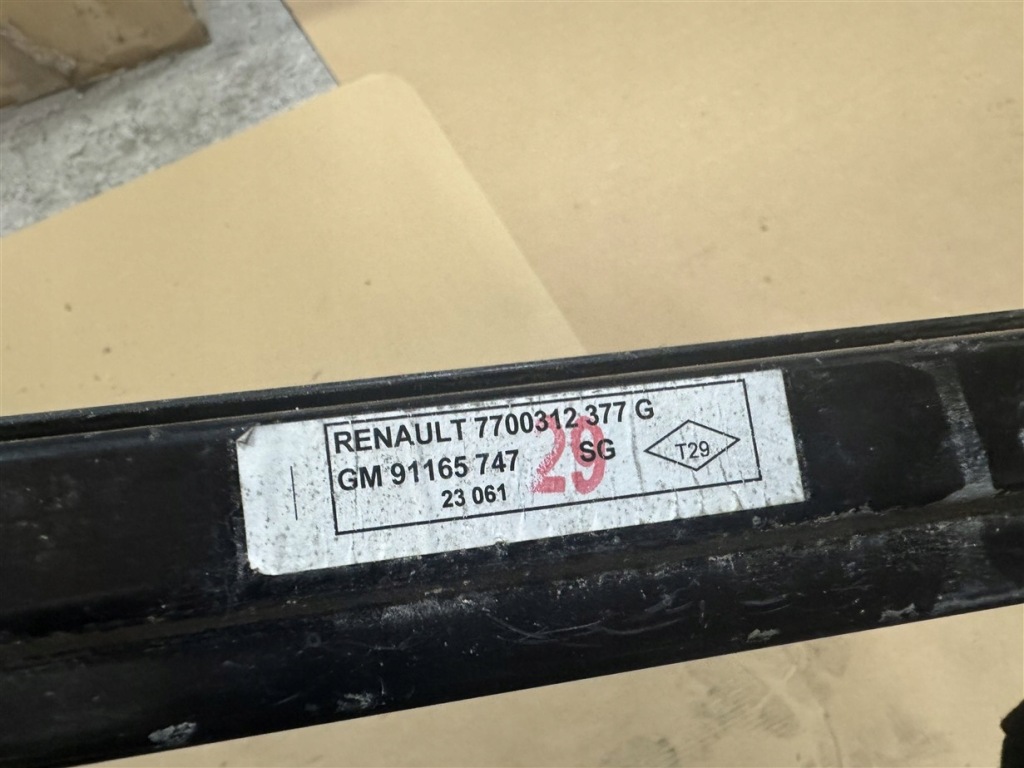 RENAULT 7700312 377 G
GM 91165 747 SG
23 061
29
T29